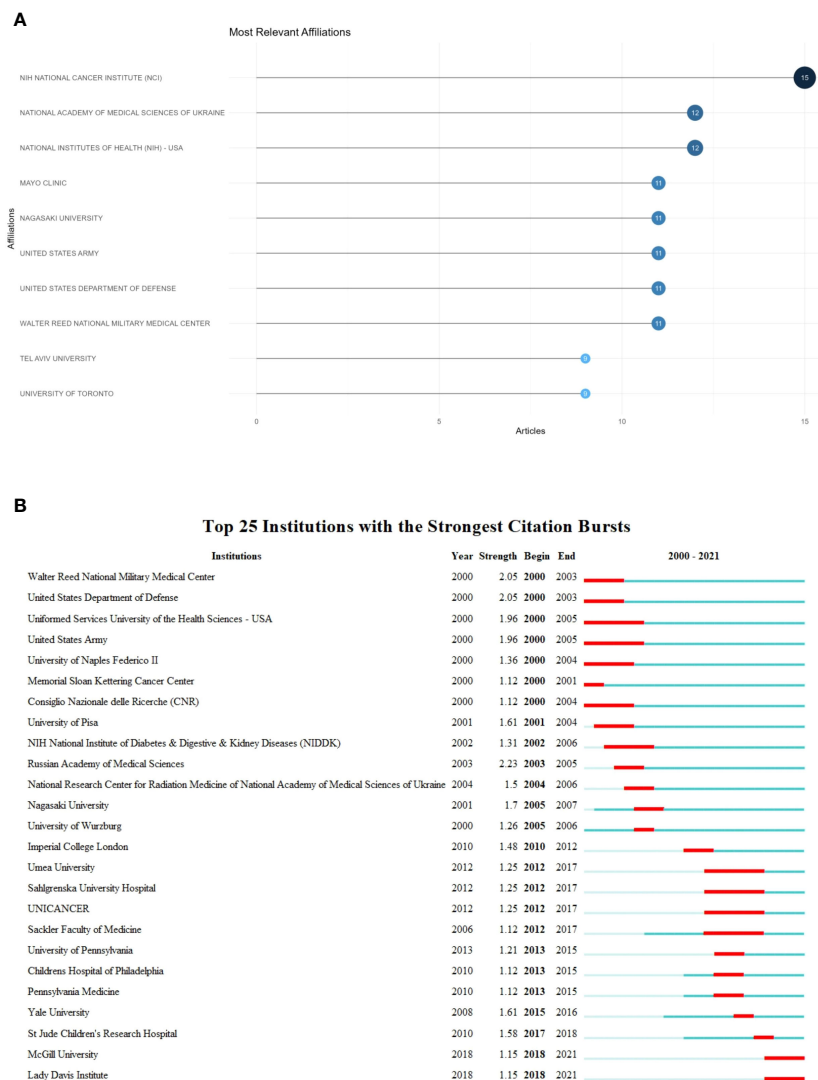 A
Most Relevant Affiliations
NIH NATIONAL CANCER INSTITUTE (NCI) 15
NATIONAL ACADEMY OF MEDICAL SCIENCES OF UKRAINE 12
NATIONAL INSTITUTES OF HEALTH (NIH) - USA 12
MAYO CLINIC 11
NAGASAKI UNIVERSITY 11
UNITED STATES ARMY 11
UNITED STATES DEPARTMENT OF DEFENSE 11
WALTER REED NATIONAL MILITARY MEDICAL CENTER 11
TEL AVIV UNIVERSITY 9
UNIVERSITY OF TORONTO 9
Affiliations
0 5 10 15
Articles
B
Top 25 Institutions with the Strongest Citation Bursts
Institutions Year Strength Begin End 2000 - 2021
Walter Reed National Military Medical Center 2000 2.05 2000 2003
United States Department of Defense 2000 2.05 2000 2003
Uniformed Services University of the Health Sciences - USA 2000 1.96 2000 2005
United States Army 2000 1.96 2000 2005
University of Naples Federico II 2000 1.36 2000 2004
Memorial Sloan Kettering Cancer Center 2000 1.12 2000 2001
Consiglio Nazionale delle Ricerche (CNR) 2000 1.12 2000 2004
University of Pisa 2001 1.61 2001 2004
NIH National Institute of Diabetes & Digestive & Kidney Diseases (NIDDK) 2002 1.31 2002 2006
Russian Academy of Medical Sciences 2003 2.23 2003 2005
National Research Center for Radiation Medicine of National Academy of Medical Sciences of Ukraine 2004 1.5 2004 2006
Nagasaki University 2001 1.7 2005 2007
University of Wurzburg 2000 1.26 2005 2006
Imperial College London 2010 1.48 2010 2012
Umea University 2012 1.25 2012 2017
Sahlgrenska University Hospital 2012 1.25 2012 2017
UNICANCER 2012 1.25 2012 2017
Sackler Faculty of Medicine 2006 1.12 2012 2017
University of Pennsylvania 2013 1.21 2013 2015
Childrens Hospital of Philadelphia 2010 1.12 2013 2015
Pennsylvania Medicine 2010 1.12 2013 2015
Yale University 2008 1.61 2015 2016
St Jude Children's Research Hospital 2010 1.58 2017 2018
McGill University 2018 1.15 2018 2021
Lady Davis Institute 2018 1.15 2018 2021